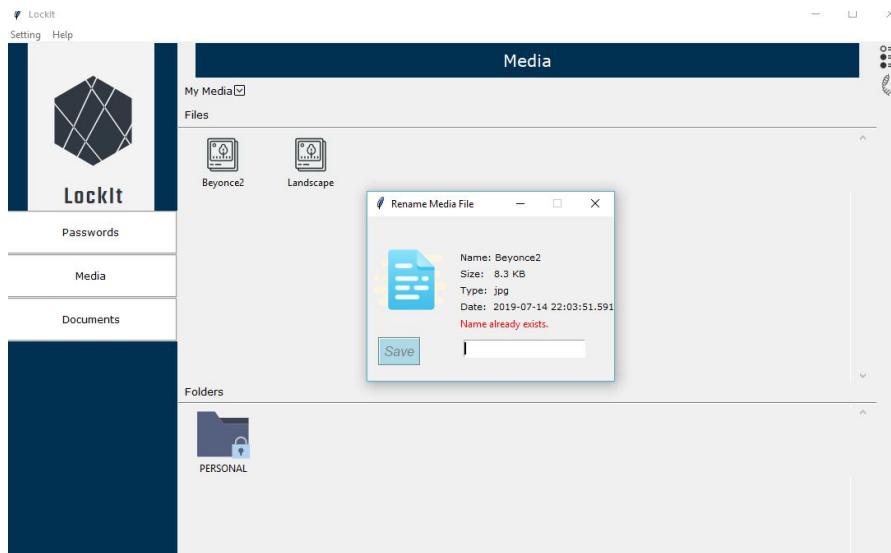 LockIt
Setting Help
Media
My Media
Files
Beyonce2 Landscape
LockIt
Passwords
Media
Documents
Rename Media File
Name: Beyonce2
Size: 8.3 KB
Type: jpg
Date: 2019-07-14 22:03:51.591
Name already exists.
Save
Folders
PERSONAL